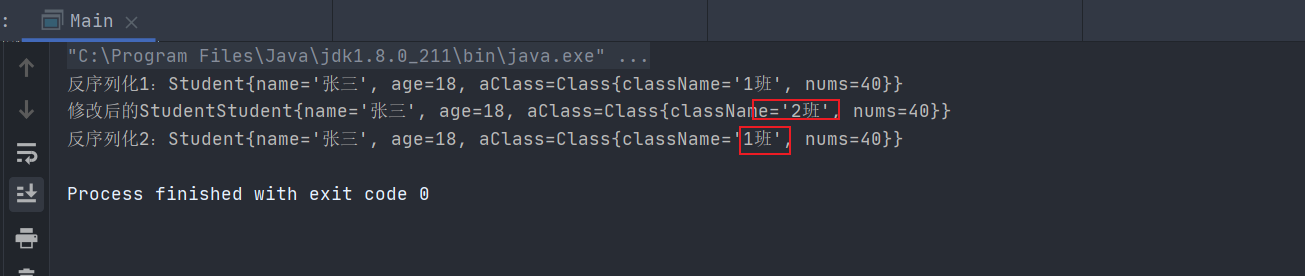 :
Main
"C:\Program Files\Java\jdk1.8.0_211\bin\java.exe" ...
反序列化1：Student{name='张三', age=18, aClass=Class{className='1班', nums=40}}
修改后的StudentStudent{name='张三', age=18, aClass=Class{className='2班', nums=40}}
反序列化2：Student{name='张三', age=18, aClass=Class{className='1班', nums=40}}
Process finished with exit code 0